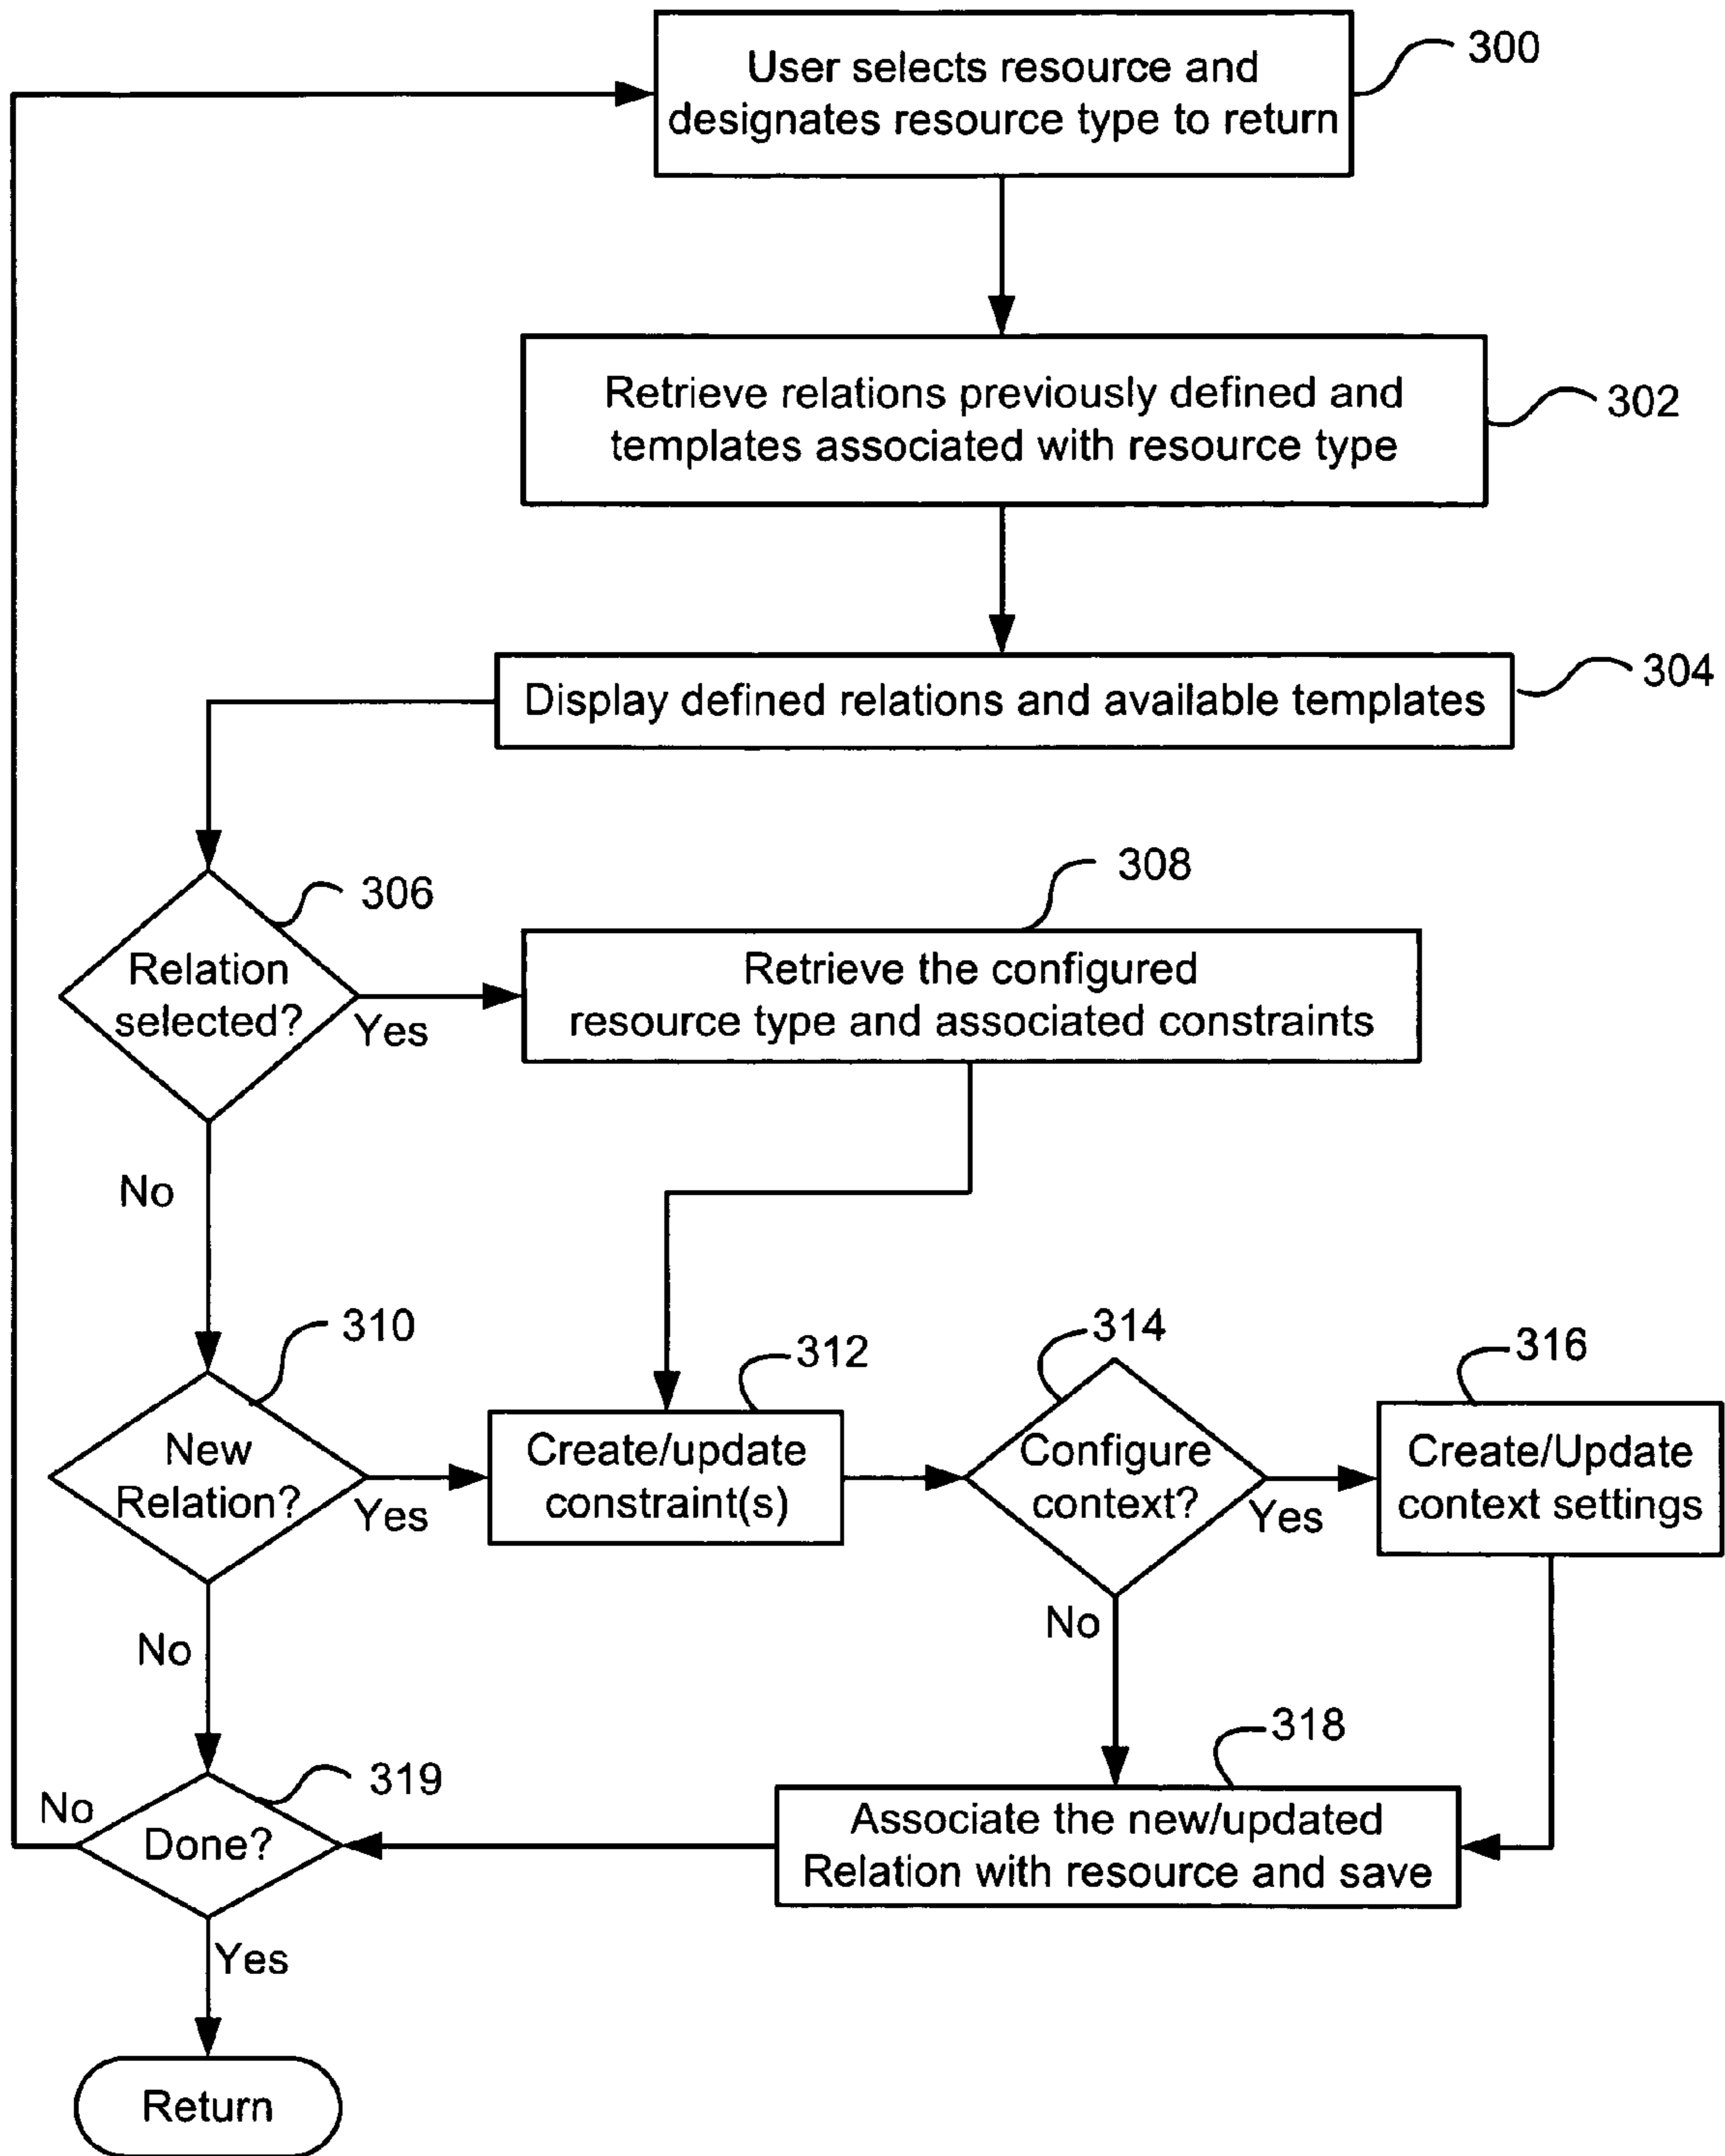 User selects resource and
designates resource type to return
300
Retrieve relations previously defined and
templates associated with resource type
302
Display defined relations and available templates
304
306
Relation
selected?
Yes
No
308
Retrieve the configured
resource type and associated constraints
310
New
Relation?
Yes
No
312
Create/update
constraint(s)
314
Configure
context?
Yes
No
316
Create/Update
context settings
318
Associate the new/updated
Relation with resource and save
319
Done?
No
Yes
Return